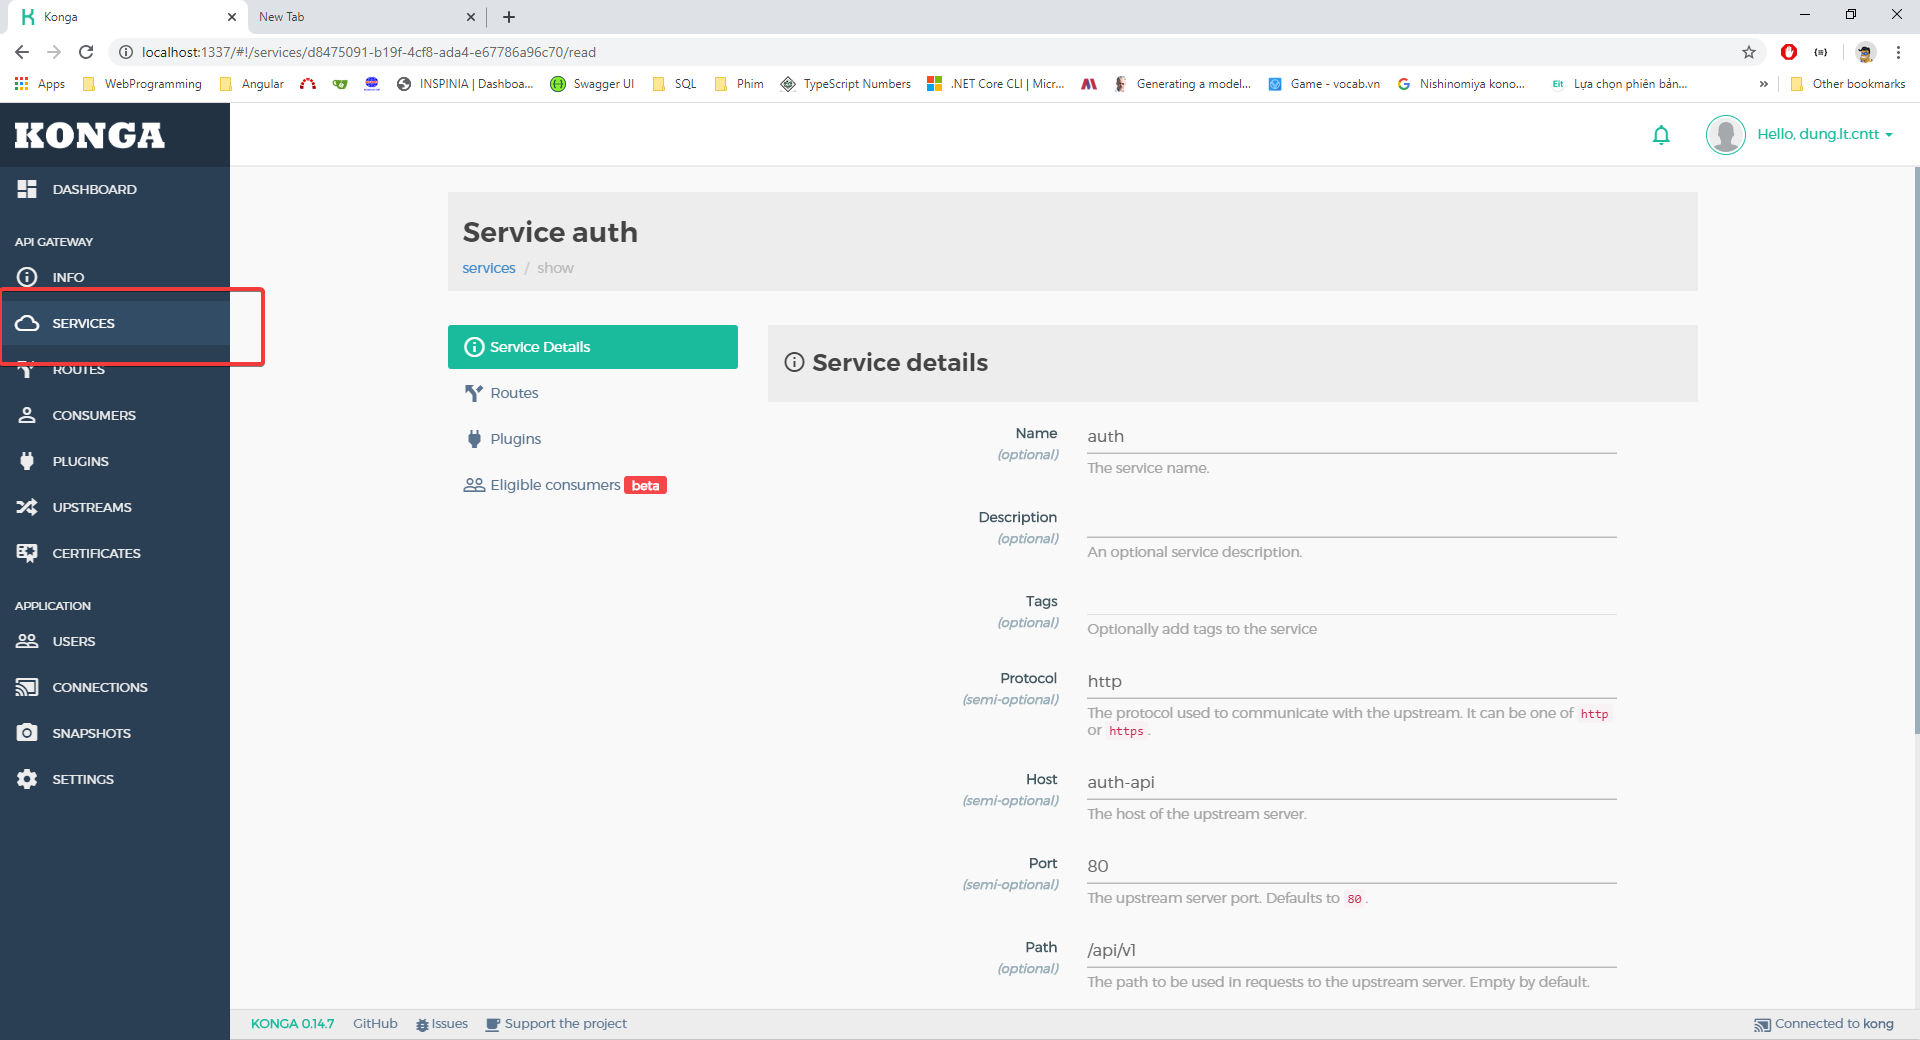 Konga
New Tab
localhost:1337/#!/services/d8475091-b19f-4cf8-ada4-e67786a96c70/read
Apps
WebProgramming
Angular
INSPINIA | Dashboa...
Swagger UI
SQL
Phim
TypeScript Numbers
.NET Core CLI | Micr...
Generating a model...
Game - vocab.vn
Nishinomiya kono...
Eit
Lựa chọn phiên bản...
»
Other bookmarks
KONGA
Hello, dung.lt.cntt
DASHBOARD
API GATEWAY
INFO
SERVICES
ROUTES
CONSUMERS
PLUGINS
UPSTREAMS
CERTIFICATES
APPLICATION
USERS
CONNECTIONS
SNAPSHOTS
SETTINGS
Service auth
services / show
Service Details
Routes
Plugins
Eligible consumers beta
Service details
Name
(optional)
auth
The service name.
Description
(optional)
An optional service description.
Tags
(optional)
Optionally add tags to the service
Protocol
(semi-optional)
http
The protocol used to communicate with the upstream. It can be one of http
or https.
Host
(semi-optional)
auth-api
The host of the upstream server.
Port
(semi-optional)
80
The upstream server port. Defaults to 80.
Path
(optional)
/api/v1
The path to be used in requests to the upstream server. Empty by default.
KONGA 0.14.7
GitHub
Issues
Support the project
Connected to kong